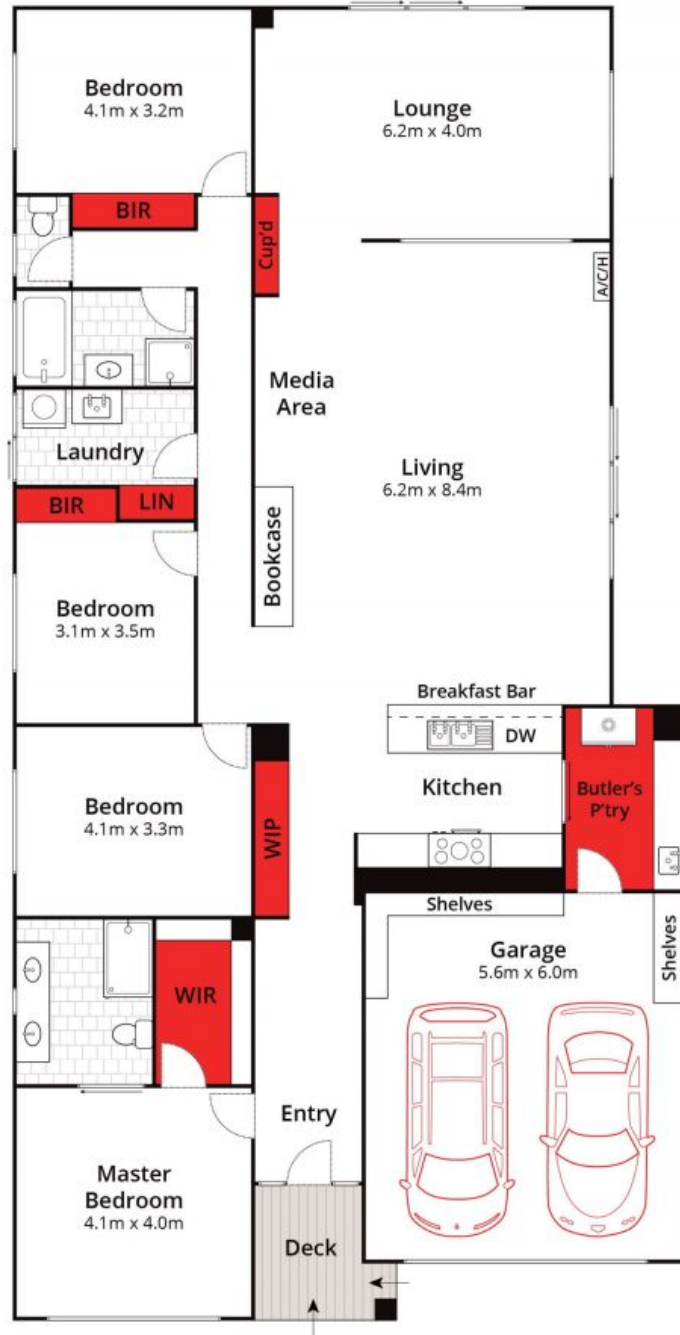 Bedroom
4.1m x 3.2m
Lounge
6.2m x 4.0m
BIR
Cup'd
A/C/H
Media
Area
Living
6.2m x 8.4m
Laundry
BIR
LIN
Bookcase
Bedroom
3.1m x 3.5m
Breakfast Bar
DW
Kitchen
Butler's
P'try
Bedroom
4.1m x 3.3m
WIP
Shelves
Garage
5.6m x 6.0m
Shelves
WIR
Entry
Master
Bedroom
4.1m x 4.0m
Deck